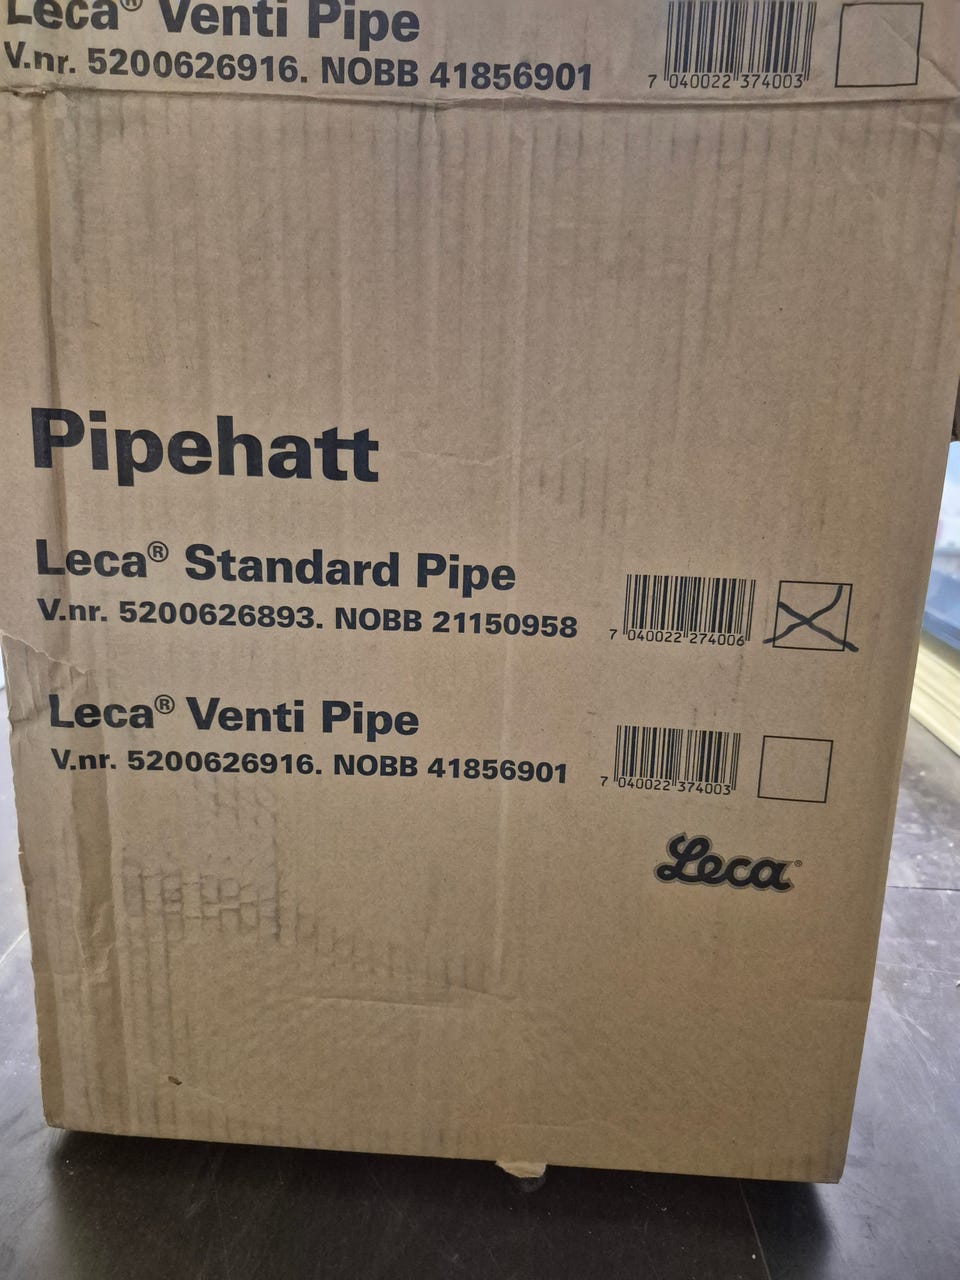 Leca® Venti Pipe
V.nr. 5200626916. NOBB 41856901
7 040022 374003
Pipehatt
Leca® Standard Pipe
V.nr. 5200626893. NOBB 21150958
7 040022 274006
Leca® Venti Pipe
V.nr. 5200626916. NOBB 41856901
7 040022 374003
Leca®